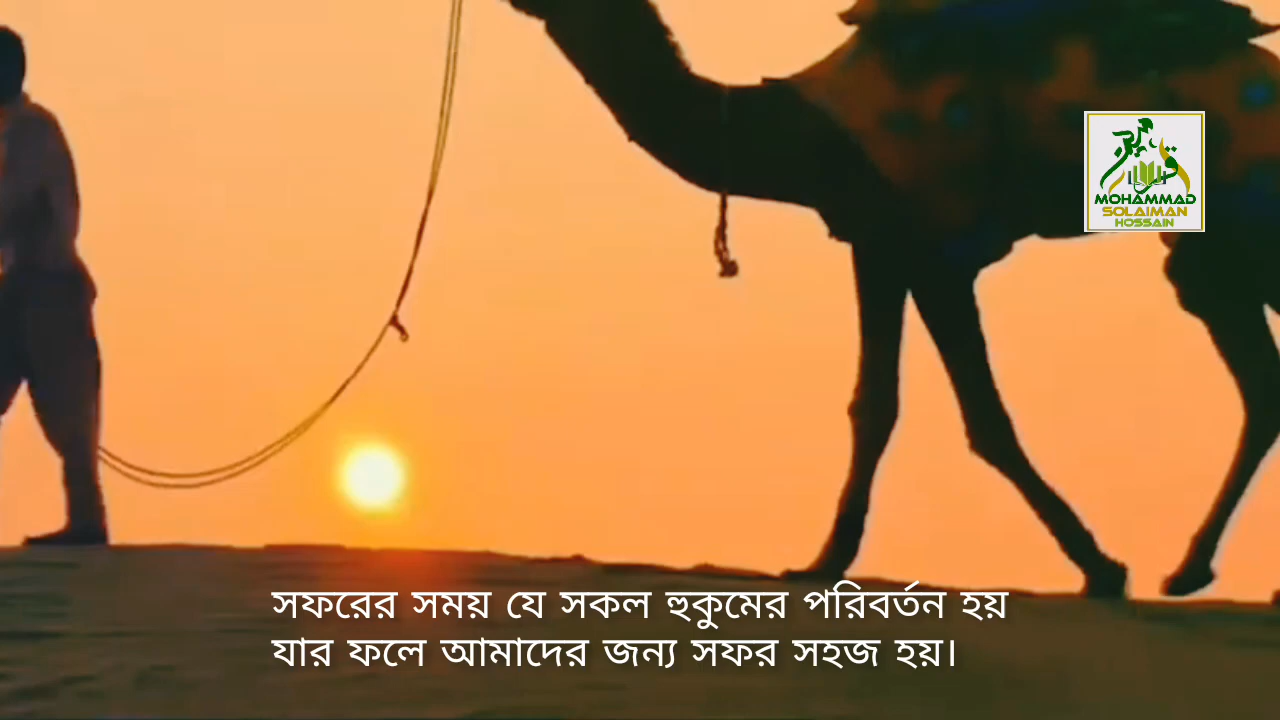 MOHAMMAD
SOLAIMAN
HOSSAIN
সফরের সময় যে সকল হুকুমের পরিবর্তন হয়
যার ফলে আমাদের জন্য সফর সহজ হয়।